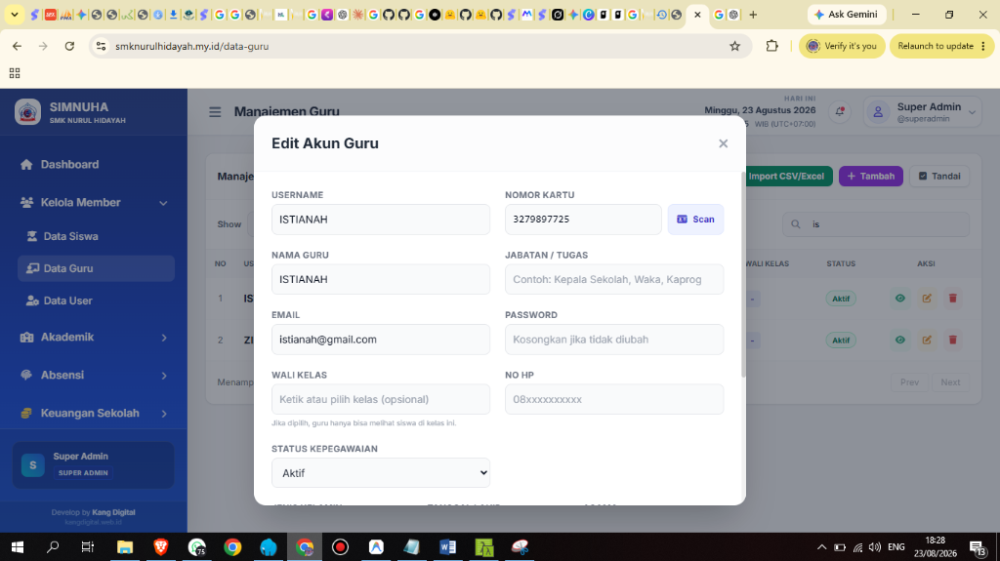 Ask Gemini
smknurulhidayah.my.id/data-guru
Verify it's you
Relaunch to update
SIMNUHA
SMK NURUL HIDAYAH
Dashboard
Kelola Member
Data Siswa
Data Guru
Data User
Akademik
Absensi
Keuangan Sekolah
S
Super Admin
SUPER ADMIN
Develop by Kang Digital
kangdigital.web.id
Manajemen Guru
HARI INI
Minggu, 23 Agustus 2026
WIB (UTC+07:00)
Super Admin
@superadmin
Manaje
Import CSV/Excel
+ Tambah
Tandai
Show
is
NO
US
WALI KELAS
STATUS
AKSI
1
IS
-
Aktif
2
ZI
-
Aktif
Menamp
Prev
Next
Edit Akun Guru
USERNAME
ISTIANAH
NOMOR KARTU
3279897725
Scan
NAMA GURU
ISTIANAH
JABATAN / TUGAS
Contoh: Kepala Sekolah, Waka, Kaprog
EMAIL
istianah@gmail.com
PASSWORD
Kosongkan jika tidak diubah
WALI KELAS
Ketik atau pilih kelas (opsional)
Jika dipilih, guru hanya bisa melihat siswa di kelas ini.
NO HP
08xxxxxxxxxx
STATUS KEPEGAWAIAN
Aktif
75
ENG
18:28
23/08/2026
13